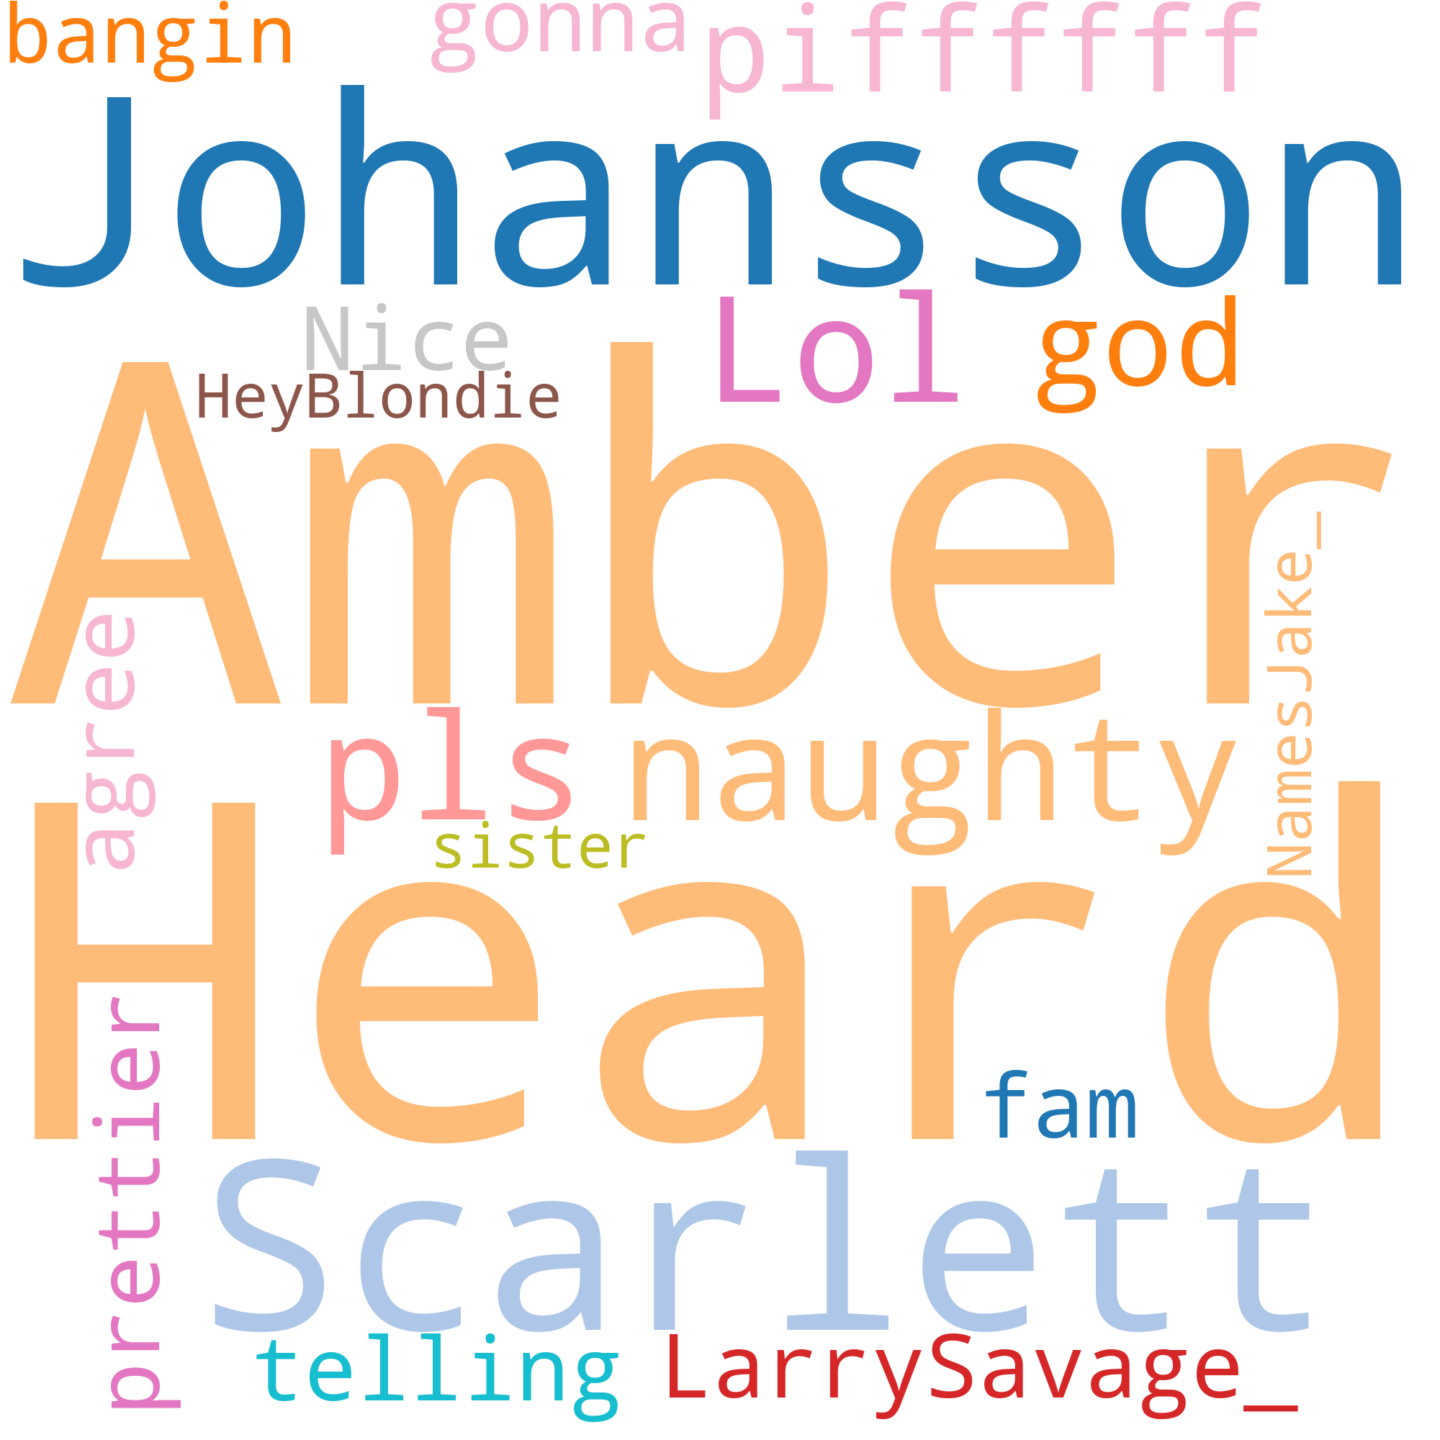 bangin
gonna
piffffff
Johansson
Nice
Lol
god
HeyBlondie
Amber
NamesJake_
agree
pls
naughty
sister
Heard
prettier
fam
Scarlett
telling
LarrySavage_